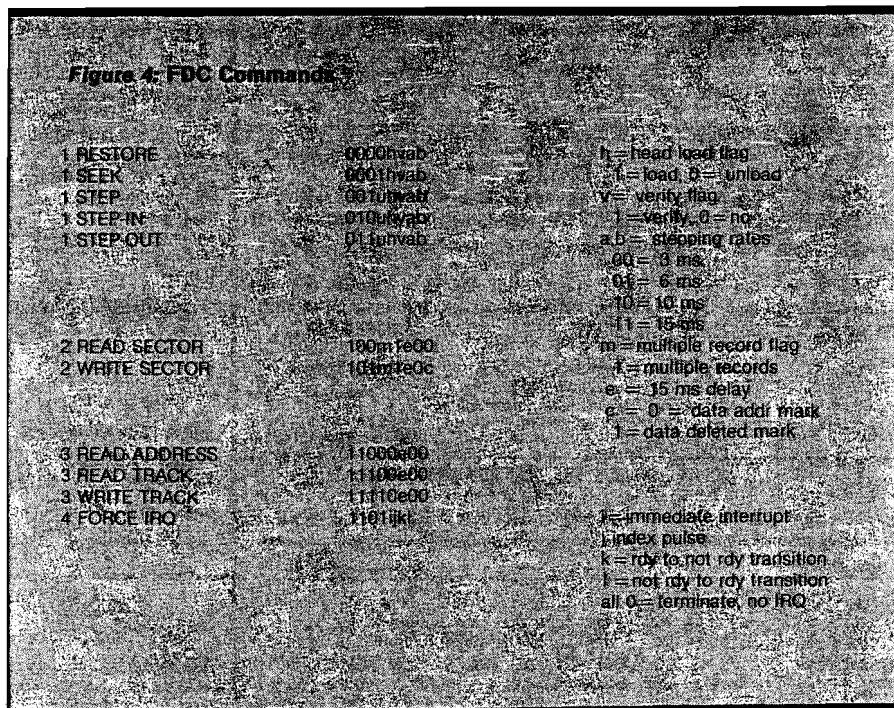 Figure 4: FDC Commands
1 RESTORE 0000hvab
1 SEEK 0001hvab
1 STEP 001uhvab
1 STEP-IN 010uhvab
1 STEP-OUT 011uhvab
2 READ SECTOR 100m1e00
2 WRITE SECTOR 101m1e0c
3 READ ADDRESS 11000e00
3 READ TRACK 11100e00
3 WRITE TRACK 11110e00
4 FORCE IRQ 1101ijkl
h = head load flag
1 = load, 0 = unload
v = verify flag
1 = verify, 0 = no
a,b = stepping rates
00 = 3 ms
01 = 6 ms
10 = 10 ms
11 = 15 ms
m = multiple record flag
1 = multiple records
e = 15 ms delay
c = 0 = data addr mark
1 = data deleted mark
i = immediate interrupt
j index pulse
k = rdy to not rdy transition
1 = not rdy to rdy transition
all 0 = terminate, no IRQ